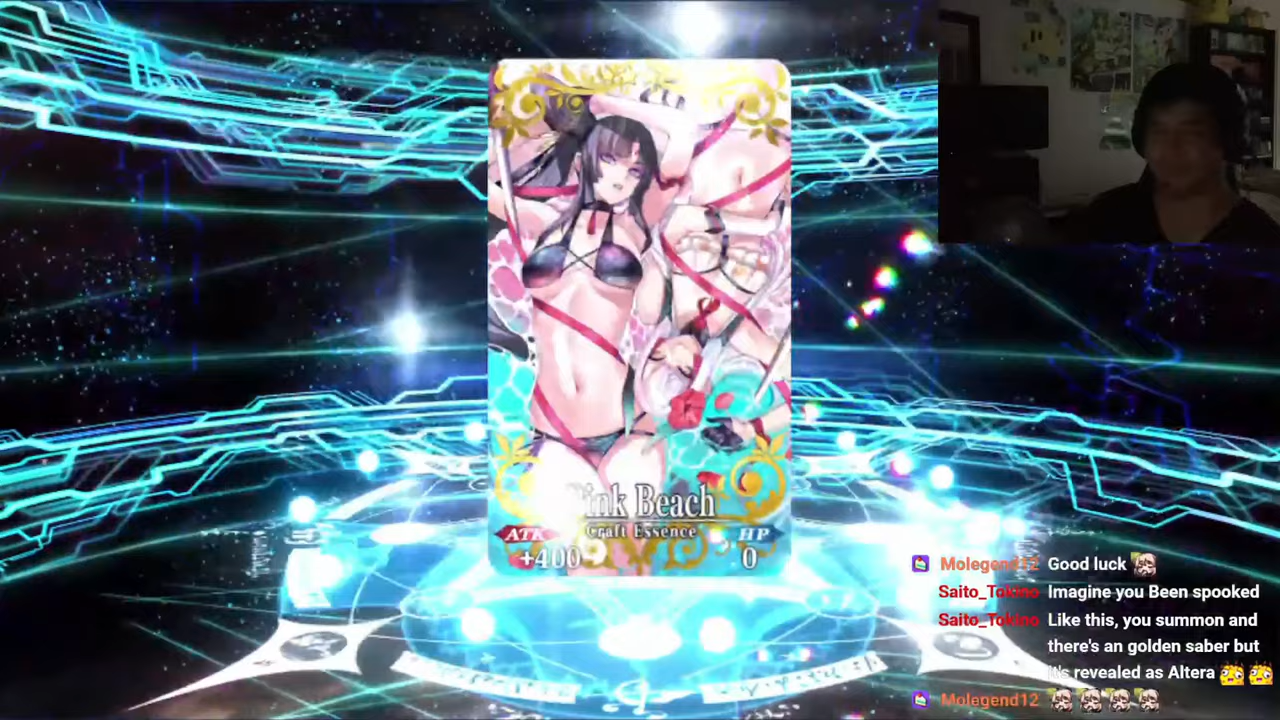 Pink Beach
Craft Essence
ATK
HP
+400
0
Molegend12 Good luck
Saito_Tokino Imagine you Been spooked
Saito_Tokino Like this, you summon and
there's an golden saber but
it's revealed as Altera
Molegend12